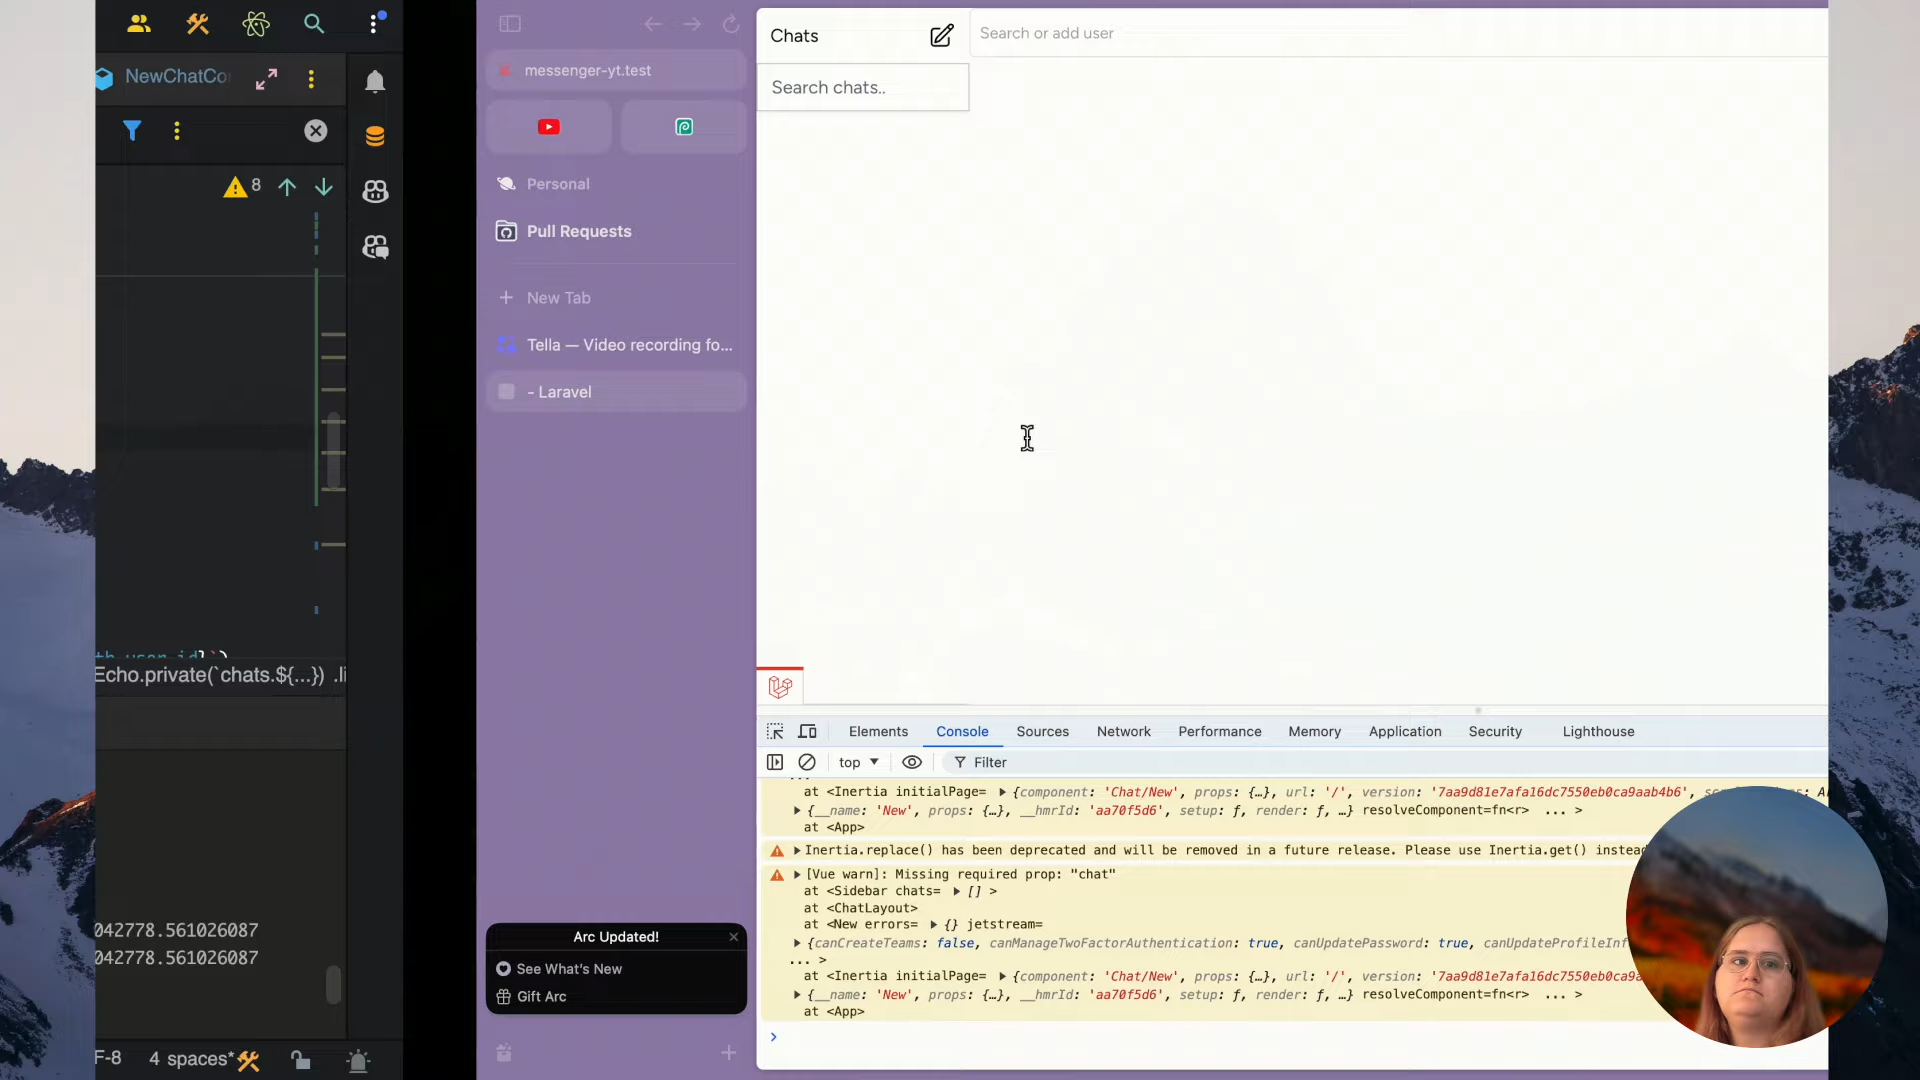 NewChatCo
8
Echo.private(`chats.${...}) .li
042778.561026087
042778.561026087
F-8
4 spaces*
messenger-yt.test
Personal
Pull Requests
New Tab
Tella — Video recording fo...
- Laravel
Arc Updated!
See What's New
Gift Arc
Chats
Search or add user
Search chats..
Elements
Console
Sources
Network
Performance
Memory
Application
Security
Lighthouse
top
Filter
at <Inertia initialPage= {component: 'Chat/New', props: {…}, url: '/', version: '7aa9d81e7afa16dc7550eb0ca9aab4b6',
{__name: 'New', props: {…}, __hmrId: 'aa70f5d6', setup: ƒ, render: ƒ, …} resolveComponent=fn<r> ... >
at <App>
Inertia.replace() has been deprecated and will be removed in a future release. Please use Inertia.get() instead
[Vue warn]: Missing required prop: "chat"
at <Sidebar chats= [] >
at <ChatLayout>
at <New errors= {} jetstream=
{canCreateTeams: false, canManageTwoFactorAuthentication: true, canUpdatePassword: true, canUpdateProfileInf
... >
at <Inertia initialPage= {component: 'Chat/New', props: {…}, url: '/', version: '7aa9d81e7afa16dc7550eb0ca9a
{__name: 'New', props: {…}, __hmrId: 'aa70f5d6', setup: ƒ, render: ƒ, …} resolveComponent=fn<r> ... >
at <App>